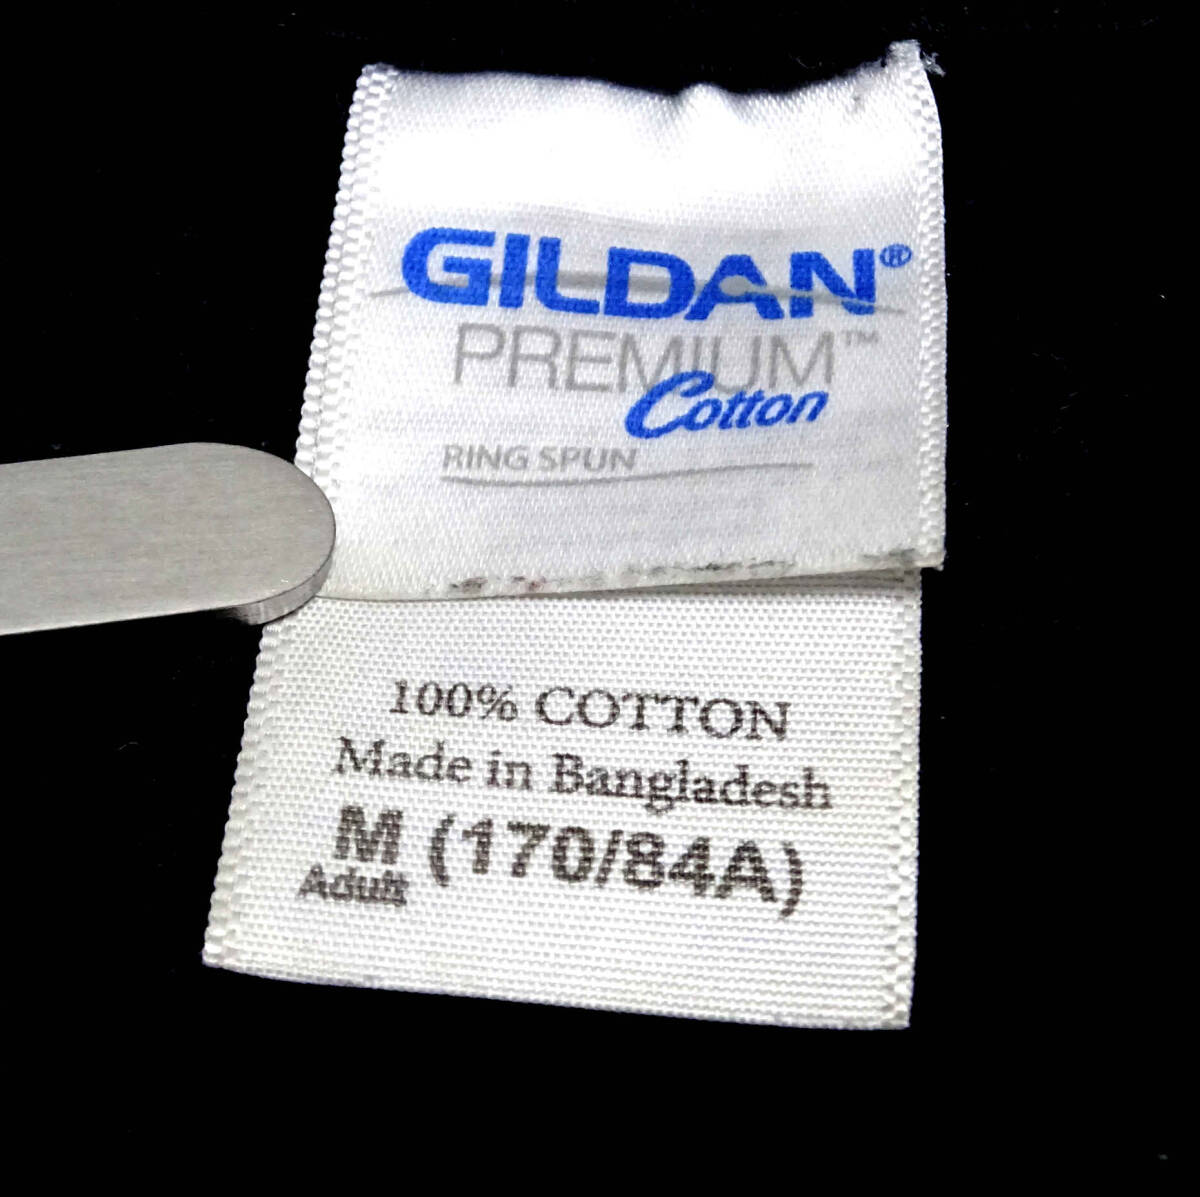 GILDAN®
PREMIUM™
Cotton
RING SPUN
100% COTTON
Made in Bangladesh
M (170/84A)
Adult